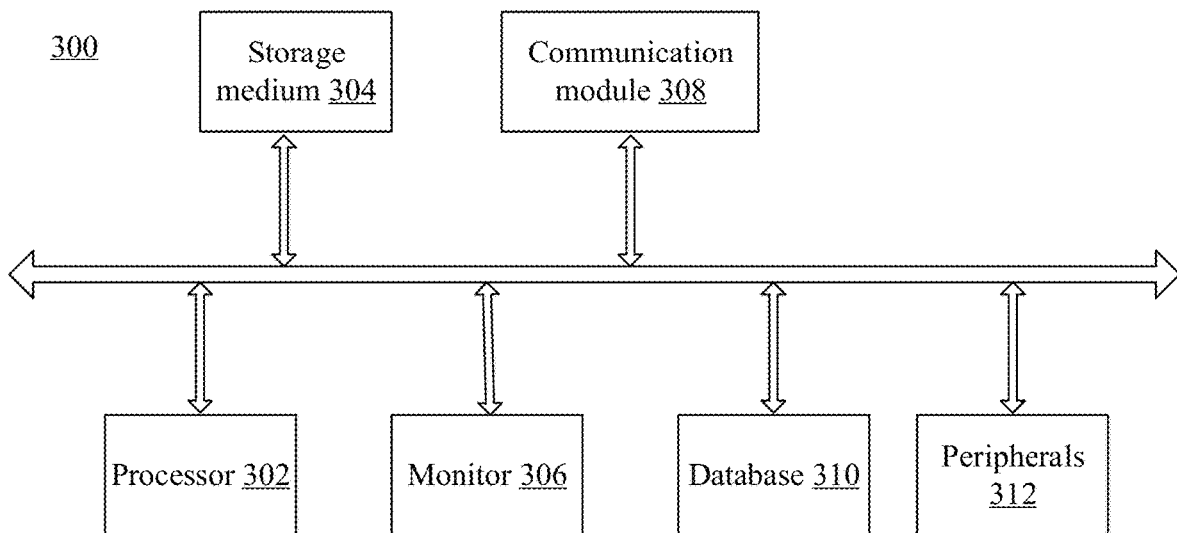 300
Storage
medium 304
Communication
module 308
Processor 302
Monitor 306
Database 310
Peripherals
312